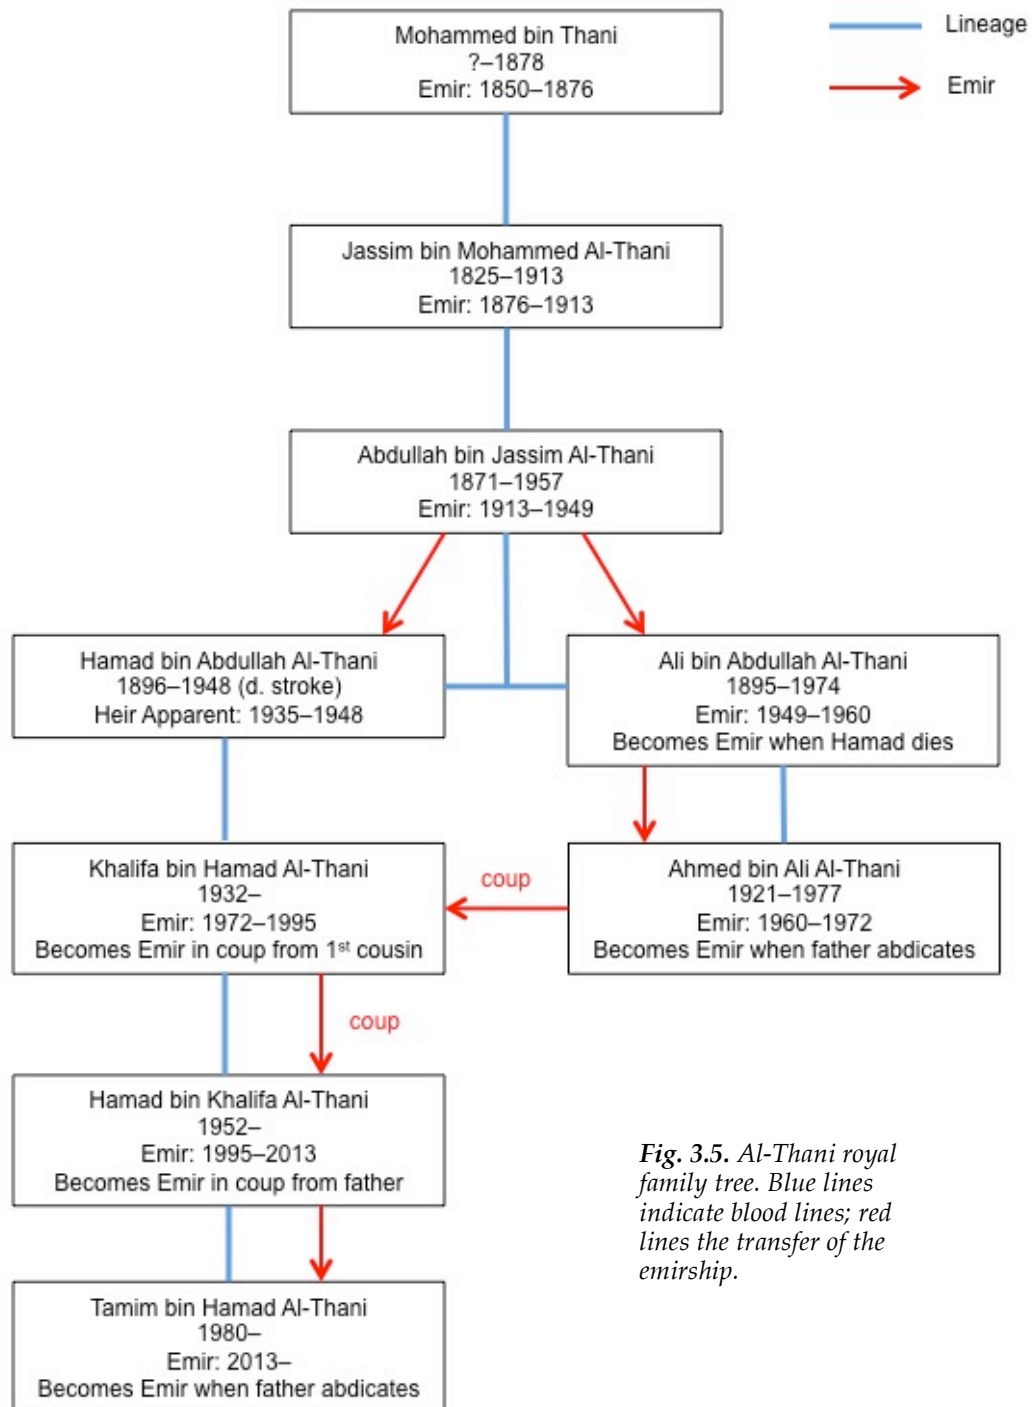 Mohammed bin Thani
?–1878
Emir: 1850–1876
Lineage
Emir
Jassim bin Mohammed Al-Thani
1825–1913
Emir: 1876–1913
Abdullah bin Jassim Al-Thani
1871–1957
Emir: 1913–1949
Hamad bin Abdullah Al-Thani
1896–1948 (d. stroke)
Heir Apparent: 1935–1948
Ali bin Abdullah Al-Thani
1895–1974
Emir: 1949–1960
Becomes Emir when Hamad dies
Khalifa bin Hamad Al-Thani
1932–
Emir: 1972–1995
Becomes Emir in coup from 1st cousin
coup
Ahmed bin Ali Al-Thani
1921–1977
Emir: 1960–1972
Becomes Emir when father abdicates
coup
Hamad bin Khalifa Al-Thani
1952–
Emir: 1995–2013
Becomes Emir in coup from father
Tamim bin Hamad Al-Thani
1980–
Emir: 2013–
Becomes Emir when father abdicates
Fig. 3.5. Al-Thani royal
family tree. Blue lines
indicate blood lines; red
lines the transfer of the
emirship.